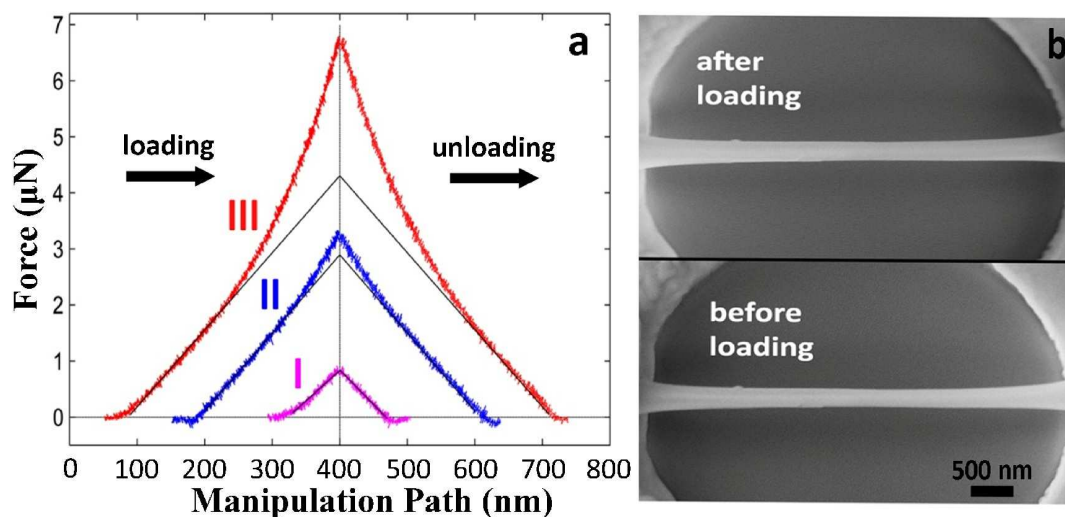 a
7
6
5
4
3
2
1
0
Force (µN)
loading
unloading
III
II
I
0 100 200 300 400 500 600 700 800
Manipulation Path (nm)
b
after
loading
before
loading
500 nm